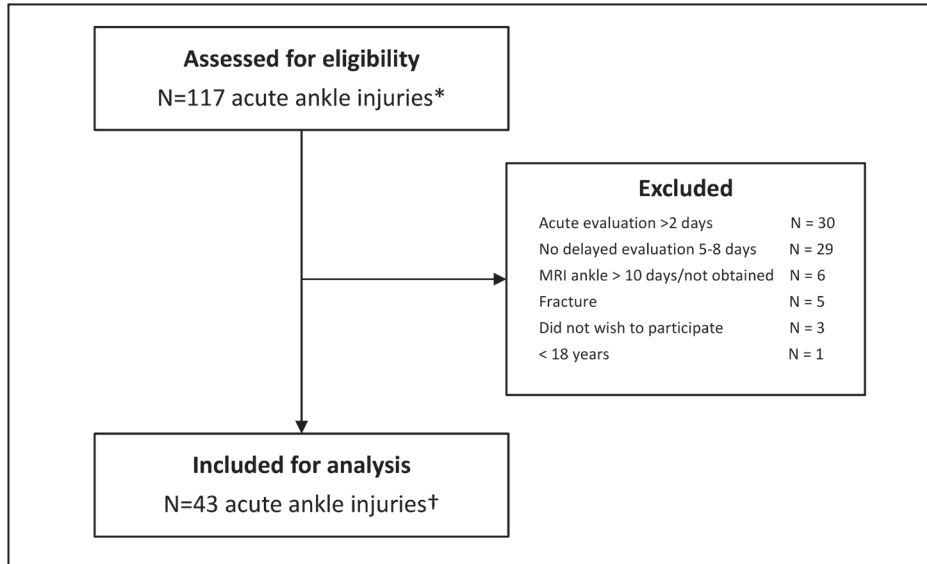 Assessed for eligibility
N=117 acute ankle injuries*
Excluded
Acute evaluation >2 days N = 30
No delayed evaluation 5-8 days N = 29
MRI ankle > 10 days/not obtained N = 6
Fracture N = 5
Did not wish to participate N = 3
< 18 years N = 1
Included for analysis
N=43 acute ankle injuries†